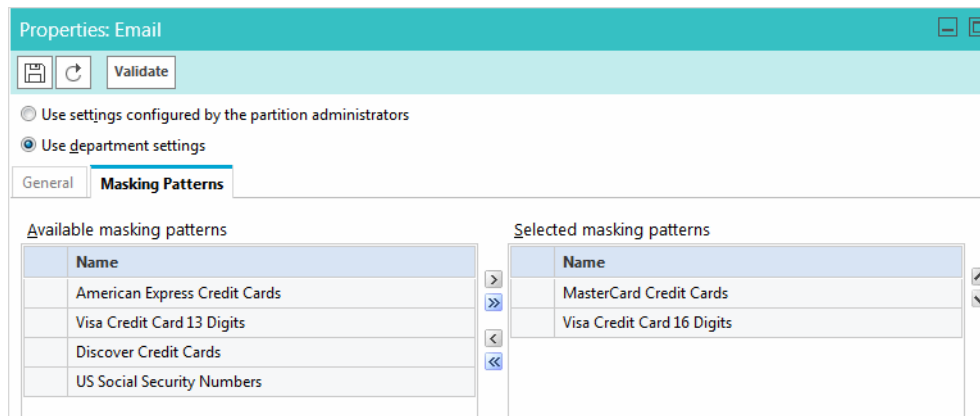 Properties: Email
Validate
Use settings configured by the partition administrators
Use department settings
General
Masking Patterns
Available masking patterns
Selected masking patterns
Name
Name
American Express Credit Cards
MasterCard Credit Cards
Visa Credit Card 13 Digits
Visa Credit Card 16 Digits
Discover Credit Cards
US Social Security Numbers